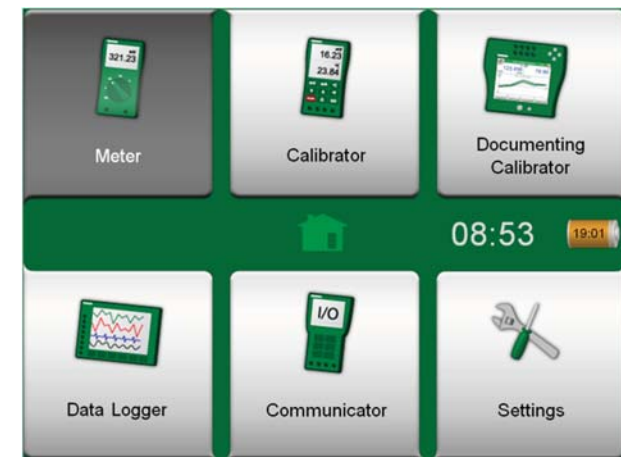 321.23
16.23
23.84
Meter
Calibrator
Documenting
Calibrator
08:53
19:01
I/O
Data Logger
Communicator
Settings